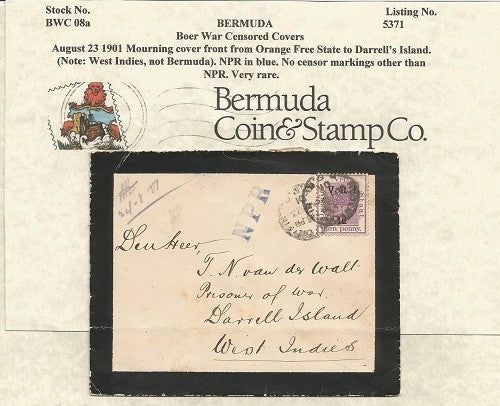 Stock No.
BWC 08a
BERMUDA
Listing No.
5371
Boer War Censored Covers
August 23 1901 Mourning cover front from Orange Free State to Darrell's Island.
(Note: West Indies, not Bermuda). NPR in blue. No censor markings other than
NPR. Very rare.
Bermuda
Coin&Stamp Co.
NPR
V.R.I.
een penny.
Den Heer,
T. N. van der Walt
Prisoner of war.
Darrell Island
West Indies